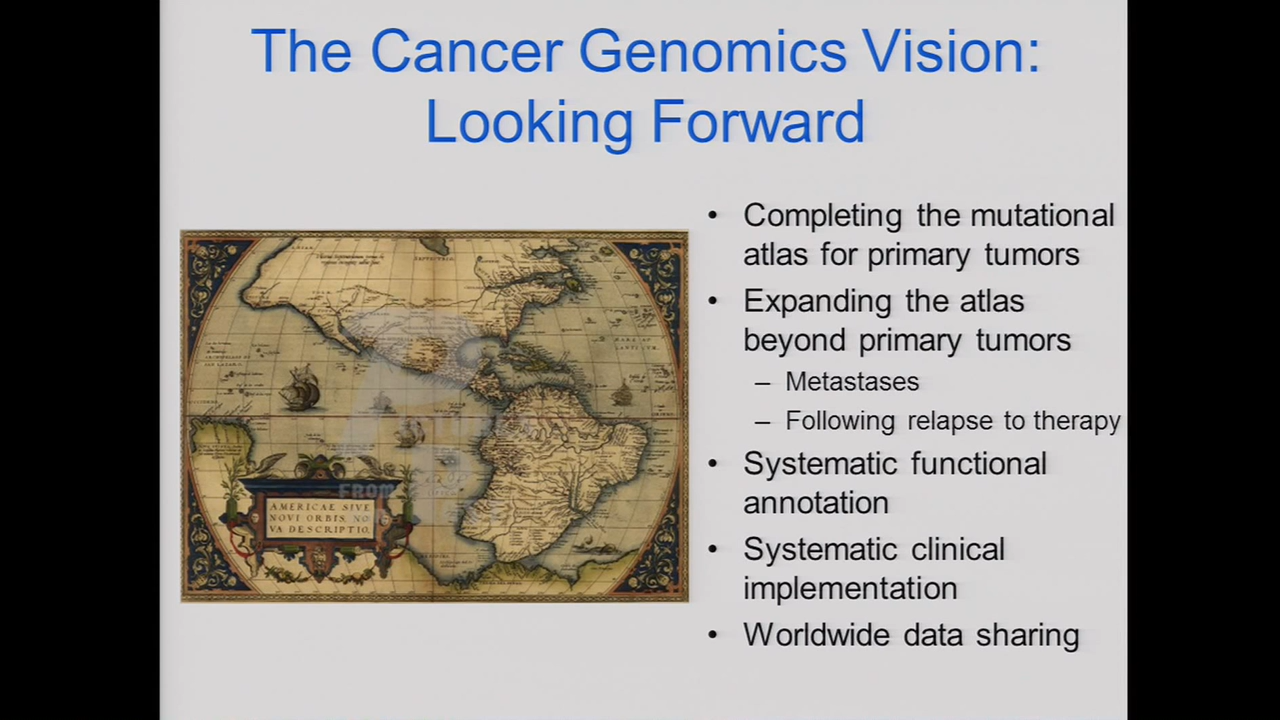 The Cancer Genomics Vision:
Looking Forward
• Completing the mutational
atlas for primary tumors
• Expanding the atlas
beyond primary tumors
– Metastases
– Following relapse to therapy
• Systematic functional
annotation
• Systematic clinical
implementation
• Worldwide data sharing
AMERICAE SIVE
NOVI ORBIS, NO
VA DESCRIPTIO.
FROM